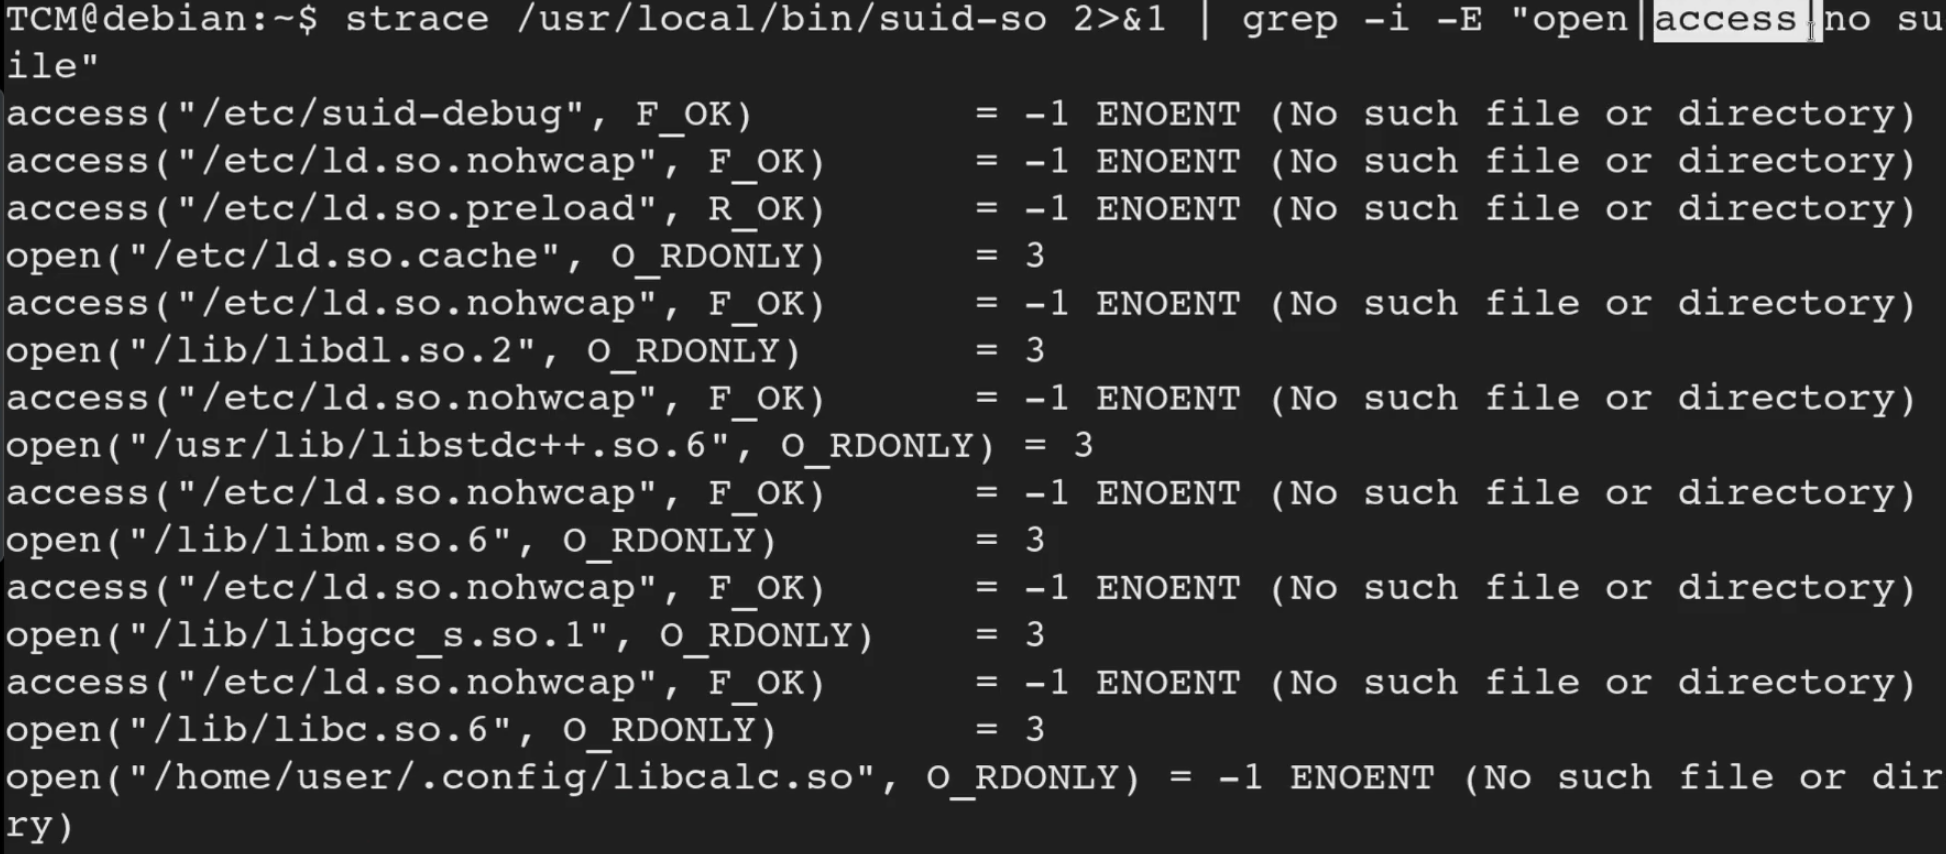 TCM@debian:~$ strace /usr/local/bin/suid-so 2>&1 | grep -i -E "open|access|no su
ile"
access("/etc/suid-debug", F_OK)         = -1 ENOENT (No such file or directory)
access("/etc/ld.so.nohwcap", F_OK)      = -1 ENOENT (No such file or directory)
access("/etc/ld.so.preload", R_OK)      = -1 ENOENT (No such file or directory)
open("/etc/ld.so.cache", O_RDONLY)      = 3
access("/etc/ld.so.nohwcap", F_OK)      = -1 ENOENT (No such file or directory)
open("/lib/libdl.so.2", O_RDONLY)       = 3
access("/etc/ld.so.nohwcap", F_OK)      = -1 ENOENT (No such file or directory)
open("/usr/lib/libstdc++.so.6", O_RDONLY) = 3
access("/etc/ld.so.nohwcap", F_OK)      = -1 ENOENT (No such file or directory)
open("/lib/libm.so.6", O_RDONLY)        = 3
access("/etc/ld.so.nohwcap", F_OK)      = -1 ENOENT (No such file or directory)
open("/lib/libgcc_s.so.1", O_RDONLY)    = 3
access("/etc/ld.so.nohwcap", F_OK)      = -1 ENOENT (No such file or directory)
open("/lib/libc.so.6", O_RDONLY)        = 3
open("/home/user/.config/libcalc.so", O_RDONLY) = -1 ENOENT (No such file or dir
ry)